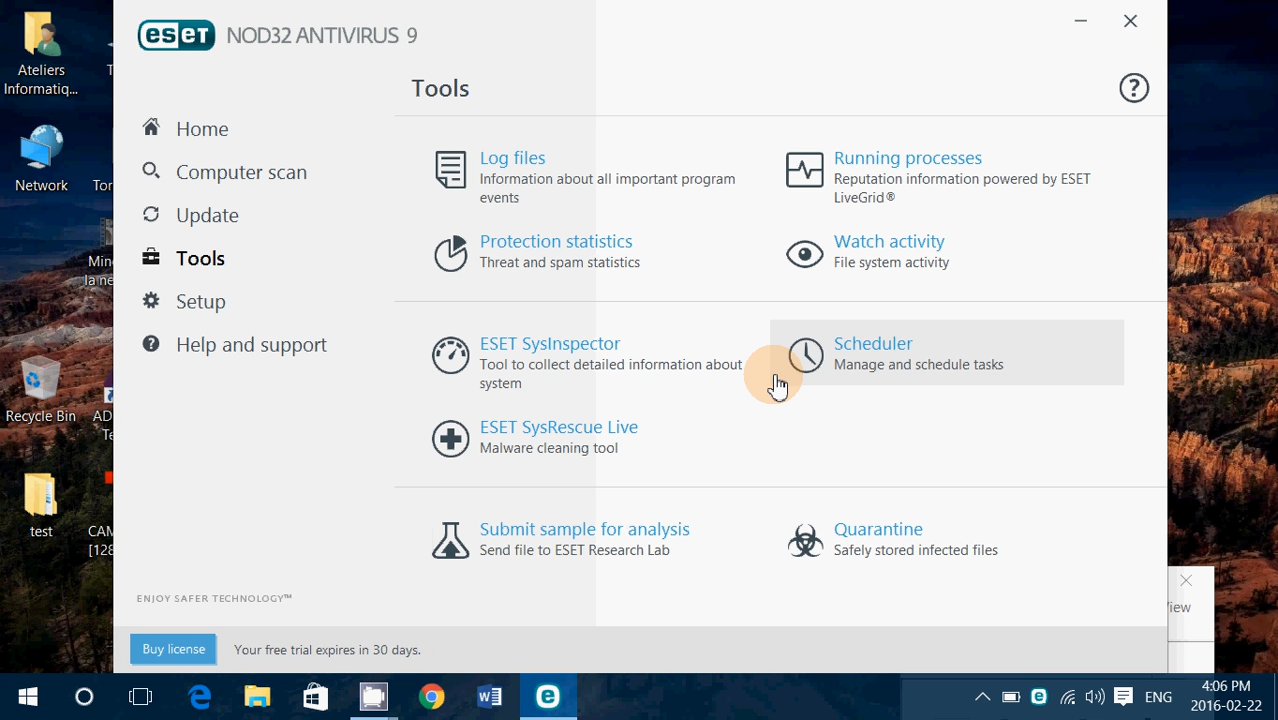 Ateliers
Informatiq...
Network
Recycle Bin
test
eseT NOD32 ANTIVIRUS 9
Home
Computer scan
Update
Tools
Setup
Help and support
Tools
?
Log files
Information about all important program
events
Running processes
Reputation information powered by ESET
LiveGrid®
Protection statistics
Threat and spam statistics
Watch activity
File system activity
ESET SysInspector
Tool to collect detailed information about
system
Scheduler
Manage and schedule tasks
ESET SysRescue Live
Malware cleaning tool
Submit sample for analysis
Send file to ESET Research Lab
Quarantine
Safely stored infected files
ENJOY SAFER TECHNOLOGY™
Buy license
Your free trial expires in 30 days.
ENG
4:06 PM
2016-02-22